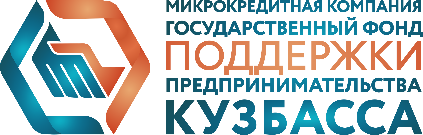 МИКРОКРЕДИТНАЯ КОМПАНИЯ
ГОСУДАРСТВЕННЫЙ ФОНД
ПОДДЕРЖКИ
ПРЕДПРИНИМАТЕЛЬСТВА
КУЗБАССА